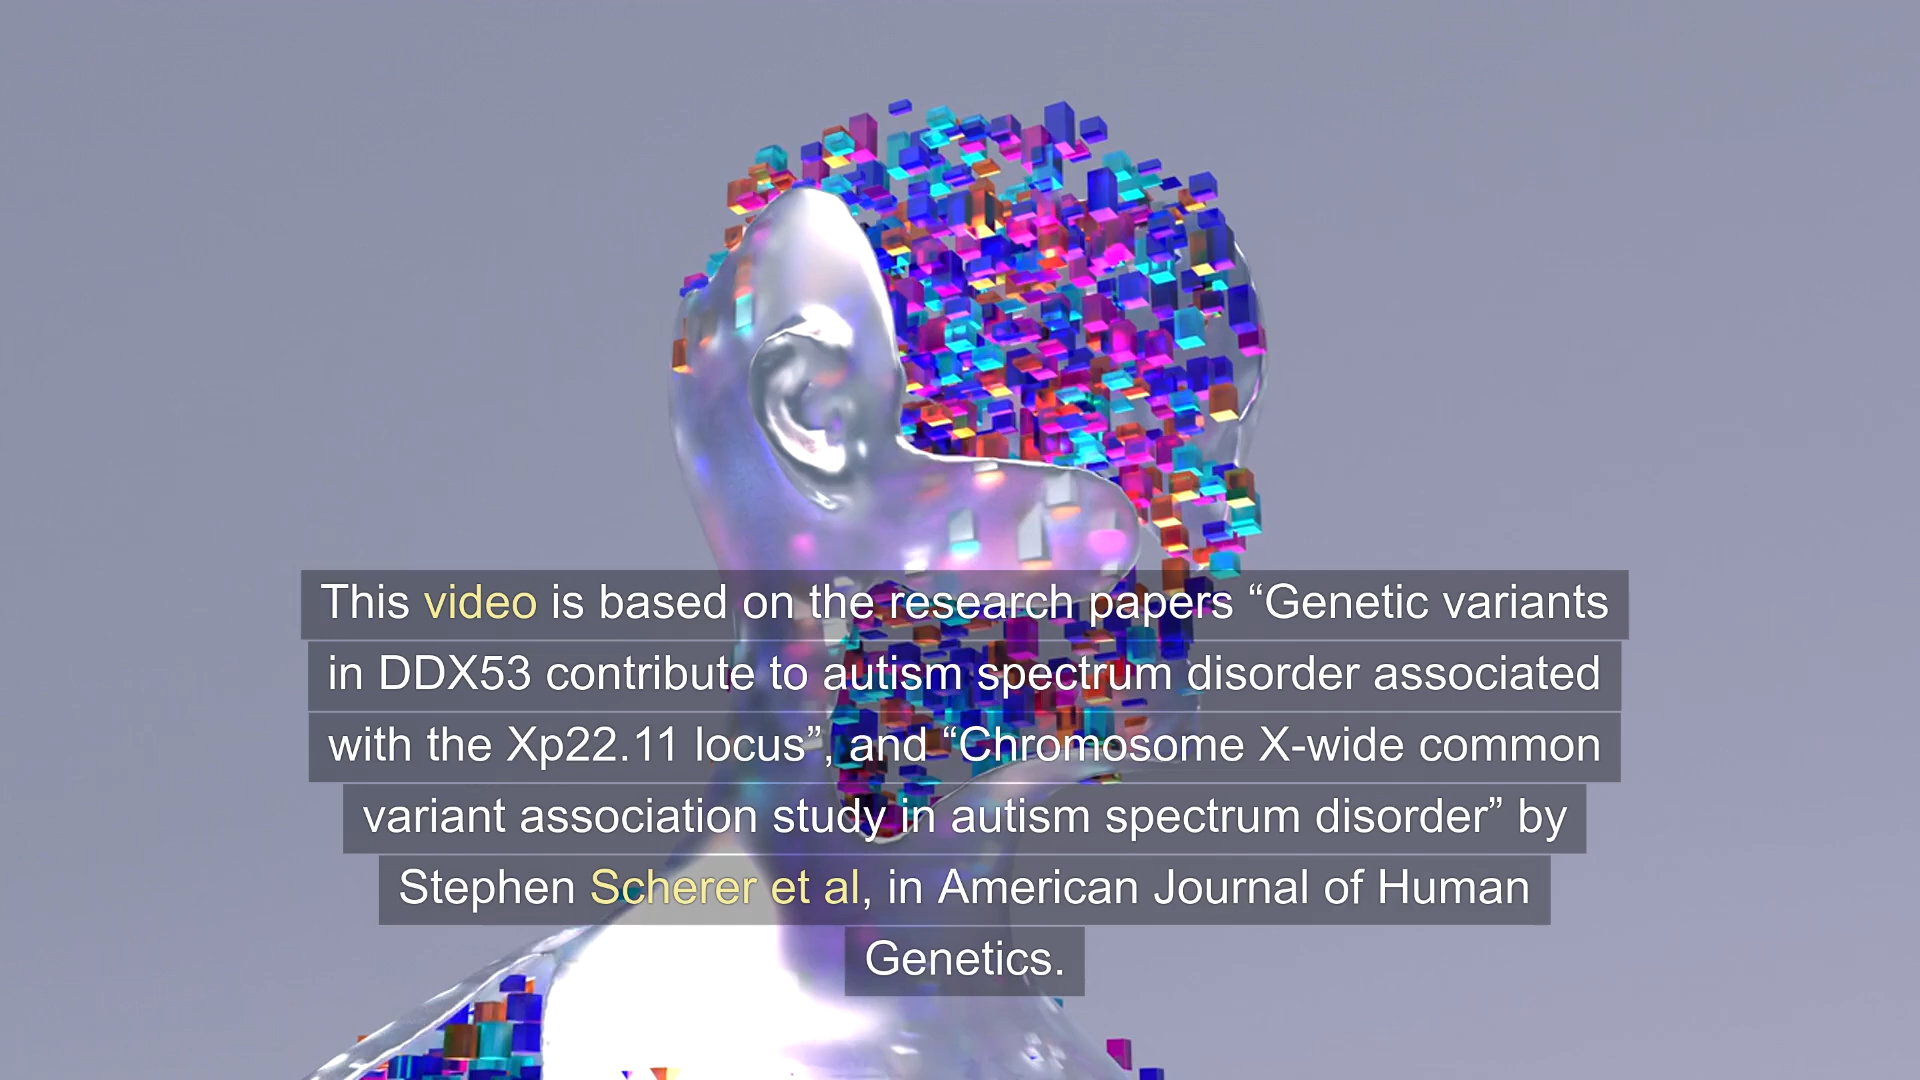 This video is based on the research papers “Genetic variants
in DDX53 contribute to autism spectrum disorder associated
with the Xp22.11 locus”, and “Chromosome X-wide common
variant association study in autism spectrum disorder” by
Stephen Scherer et al, in American Journal of Human
Genetics.